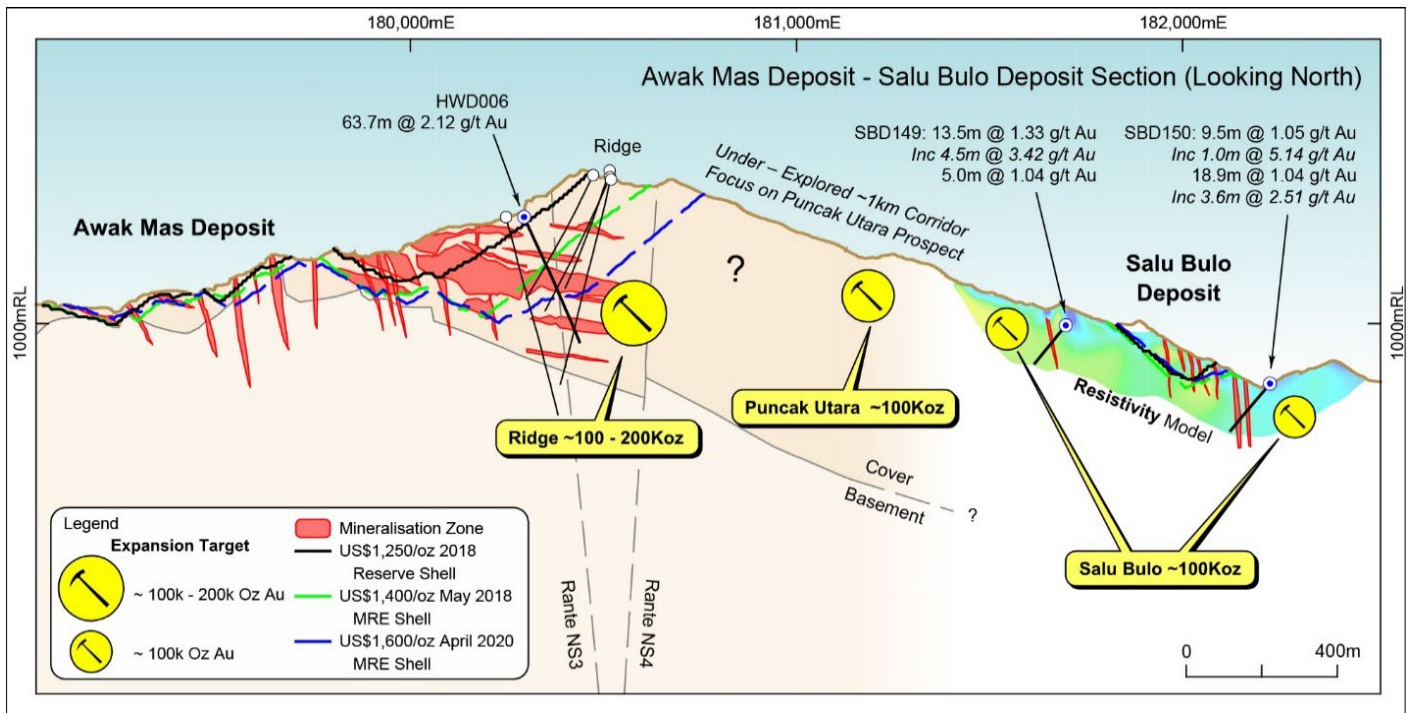 180,000mE
181,000mE
182,000mE
Awak Mas Deposit - Salu Bulo Deposit Section (Looking North)
HWD006
63.7m @ 2.12 g/t Au
Ridge
SBD149: 13.5m @ 1.33 g/t Au
Inc 4.5m @ 3.42 g/t Au
5.0m @ 1.04 g/t Au
SBD150: 9.5m @ 1.05 g/t Au
Inc 1.0m @ 5.14 g/t Au
18.9m @ 1.04 g/t Au
Inc 3.6m @ 2.51 g/t Au
Under – Explored ~1km Corridor
Focus on Puncak Utara Prospect
Awak Mas Deposit
Salu Bulo
Deposit
?
1000mRL
1000mRL
Ridge ~100 - 200Koz
Puncak Utara ~100Koz
Resistivity Model
Cover
Basement
?
Salu Bulo ~100Koz
Rante NS3
Rante NS4
Legend
Expansion Target
~ 100k - 200k Oz Au
~ 100k Oz Au
Mineralisation Zone
US$1,250/oz 2018
Reserve Shell
US$1,400/oz May 2018
MRE Shell
US$1,600/oz April 2020
MRE Shell
0
400m